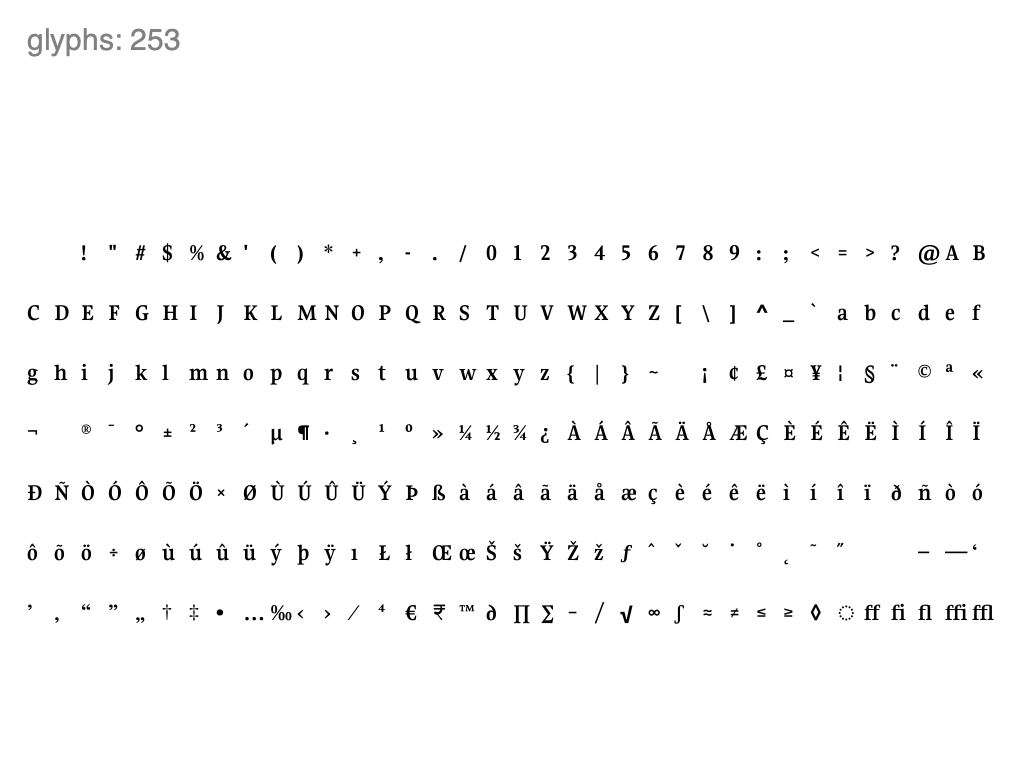 glyphs: 253
! " # $ % & ' ( ) * + , - . / 0 1 2 3 4 5 6 7 8 9 : ; < = > ? @ A B
C D E F G H I J K L M N O P Q R S T U V W X Y Z [ \ ] ^ _ ` a b c d e f
g h i j k l m n o p q r s t u v w x y z { | } ~ ¡ ¢ £ ¤ ¥ ¦ § ¨ © ª «
¬ ® ¯ ° ± ² ³ ´ µ ¶ · ¸ ¹ º » ¼ ½ ¾ ¿ À Á Â Ã Ä Å Æ Ç È É Ê Ë Ì Í Î Ï
Ð Ñ Ò Ó Ô Õ Ö × Ø Ù Ú Û Ü Ý Þ ß à á â ã ä å æ ç è é ê ë ì í î ï ð ñ ò ó
ô õ ö ÷ ø ù ú û ü ý þ ÿ ı Ł ł Œ œ Š š Ÿ Ž ž ƒ ˆ ˇ ˘ ˙ ˚ ˛ ˜ ˝ – — ‘
’ ‚ “ ” „ † ‡ • … ‰ ‹ › ⁄ ⁴ € ₹ ™ ∂ ∏ ∑ − ∕ √ ∞ ∫ ≈ ≠ ≤ ≥ ◊ ◌ ff fi fl ffi ffl